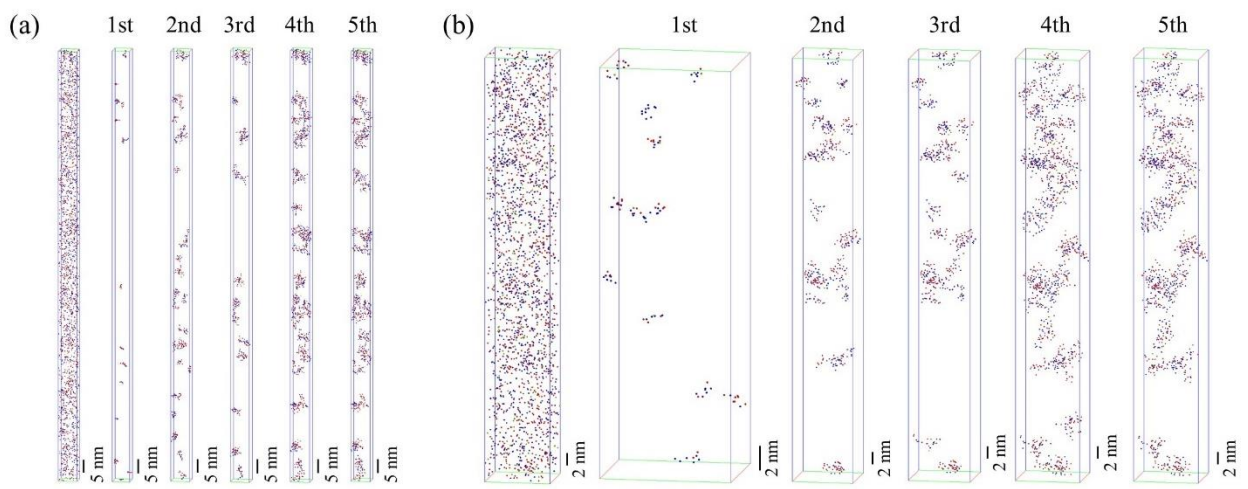 (a)
1st 2nd 3rd 4th 5th
5 nm 5 nm 5 nm 5 nm 5 nm 5 nm
(b)
1st 2nd 3rd 4th 5th
2 nm 2 nm 2 nm 2 nm 2 nm 2 nm